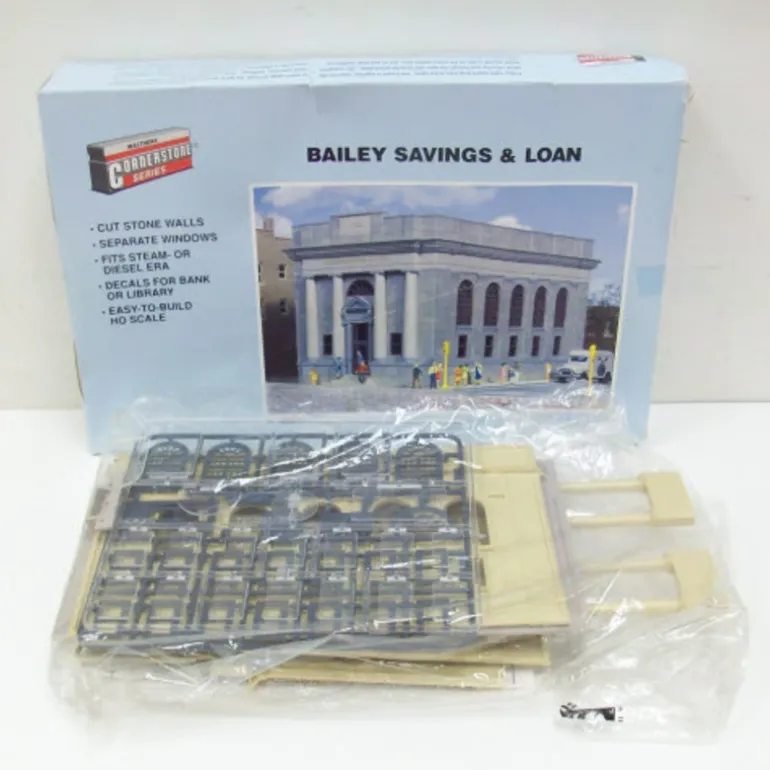 WALTHERS
CORNERSTONE
SERIES
BAILEY SAVINGS & LOAN
• CUT STONE WALLS
• SEPARATE WINDOWS
• FITS STEAM- OR
DIESEL ERA
• DECALS FOR BANK
OR LIBRARY
• EASY-TO-BUILD
HO SCALE